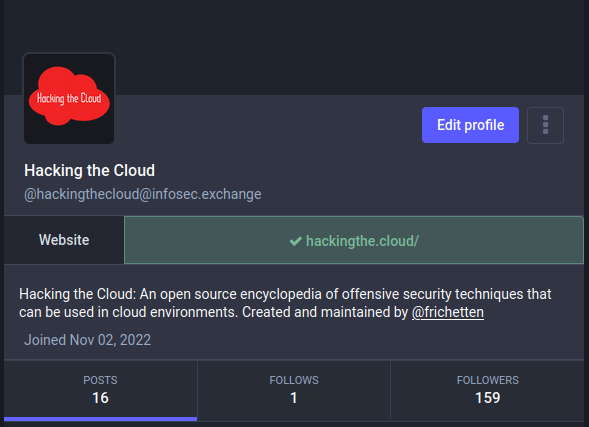 Hacking the Cloud
Edit profile
Hacking the Cloud
@hackingthecloud@infosec.exchange
Website
hackingthe.cloud/
Hacking the Cloud: An open source encyclopedia of offensive security techniques that
can be used in cloud environments. Created and maintained by @frichetten
Joined Nov 02, 2022
POSTS FOLLOWS FOLLOWERS
16 1 159